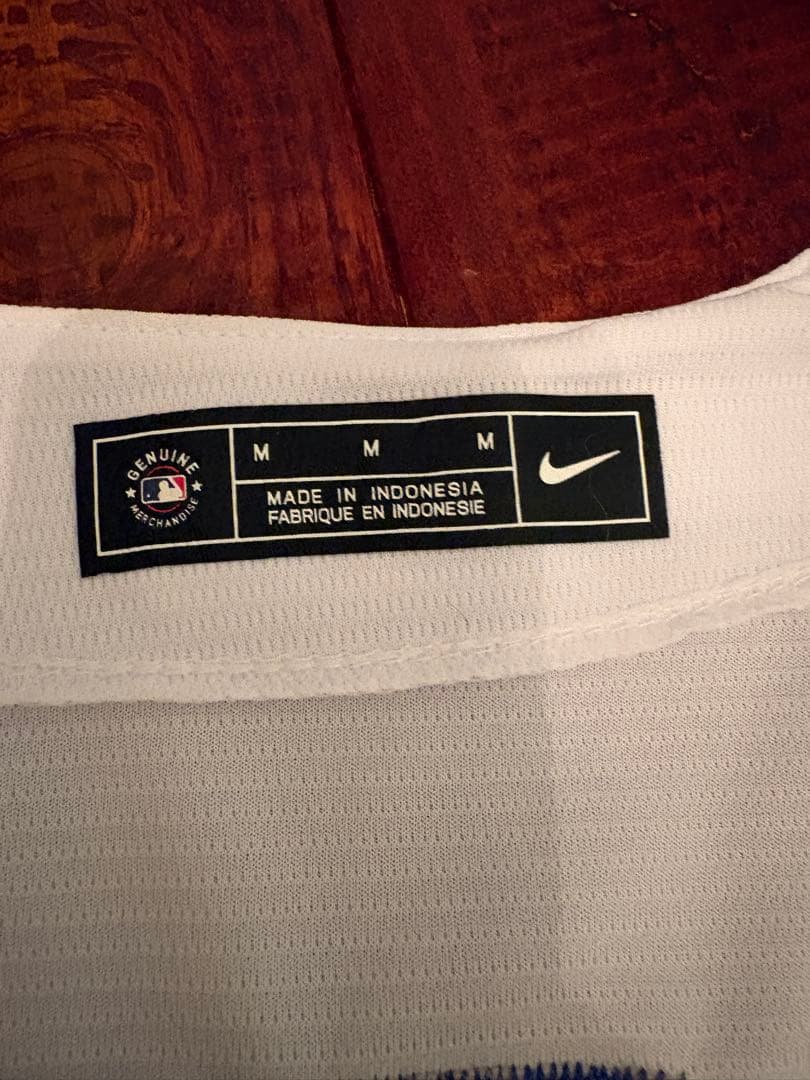 GENUINE
MERCHANDISE
M M M
MADE IN INDONESIA
FABRIQUE EN INDONESIE